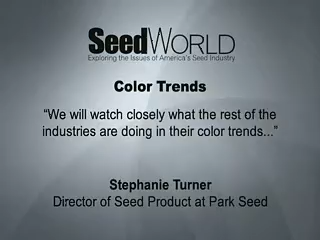 SeedWORLD
Exploring the Issues of America's Seed Industry
Color Trends
“We will watch closely what the rest of the
industries are doing in their color trends...”
Stephanie Turner
Director of Seed Product at Park Seed